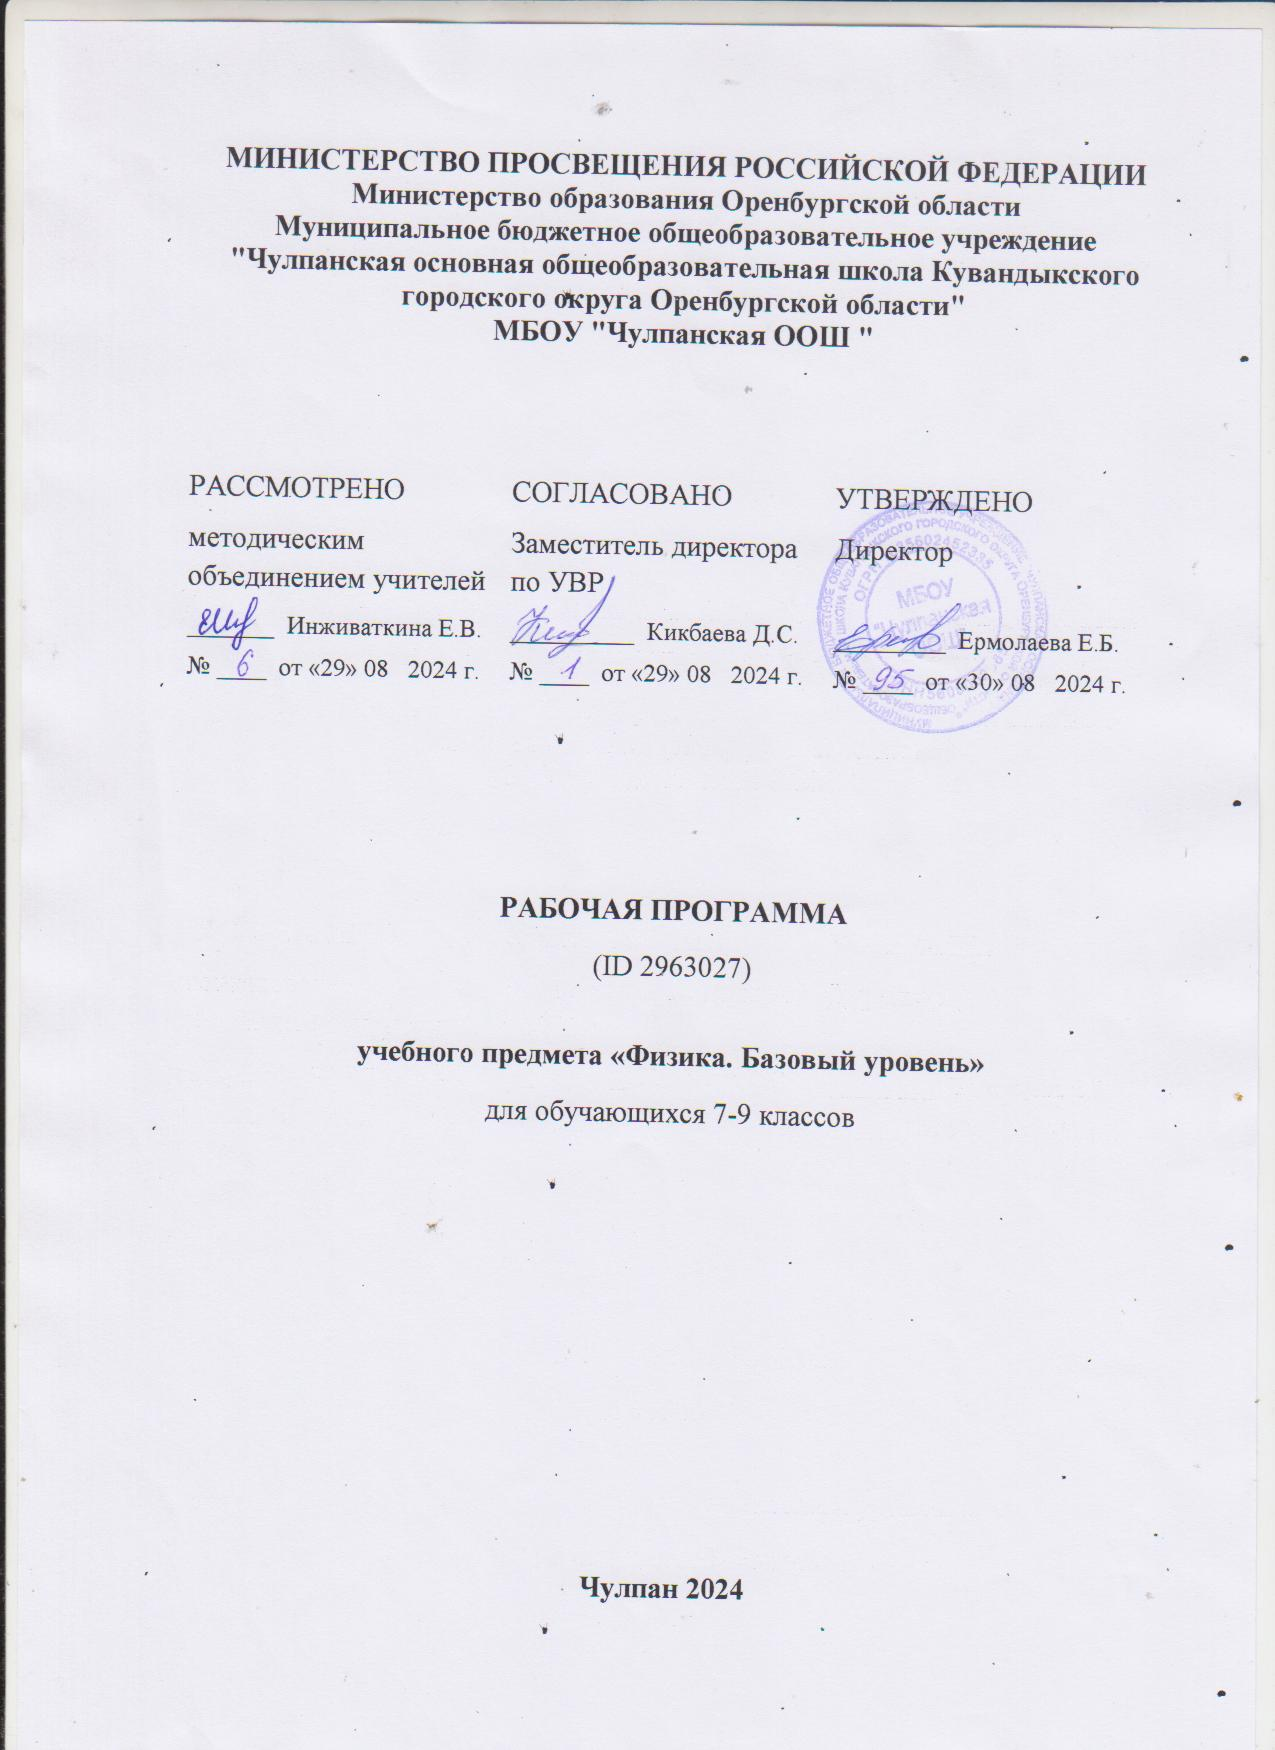 МИНИСТЕРСТВО ПРОСВЕЩЕНИЯ РОССИЙСКОЙ ФЕДЕРАЦИИ
Министерство образования Оренбургской области
Муниципальное бюджетное общеобразовательное учреждение
"Чулпанская основная общеобразовательная школа Кувандыкского
городского округа Оренбургской области"
МБОУ "Чулпанская ООШ "
РАССМОТРЕНО
методическим
объединением учителей
Инживаткина Е.В.
№ 6 от «29» 08 2024 г.
СОГЛАСОВАНО
Заместитель директора
по УВР
Кикбаева Д.С.
№ 1 от «29» 08 2024 г.
УТВЕРЖДЕНО
Директор
Ермолаева Е.Б.
№ 95 от «30» 08 2024 г.
МБОУ
"Чулпанская
РАБОЧАЯ ПРОГРАММА
(ID 2963027)
учебного предмета «Физика. Базовый уровень»
для обучающихся 7-9 классов
Чулпан 2024